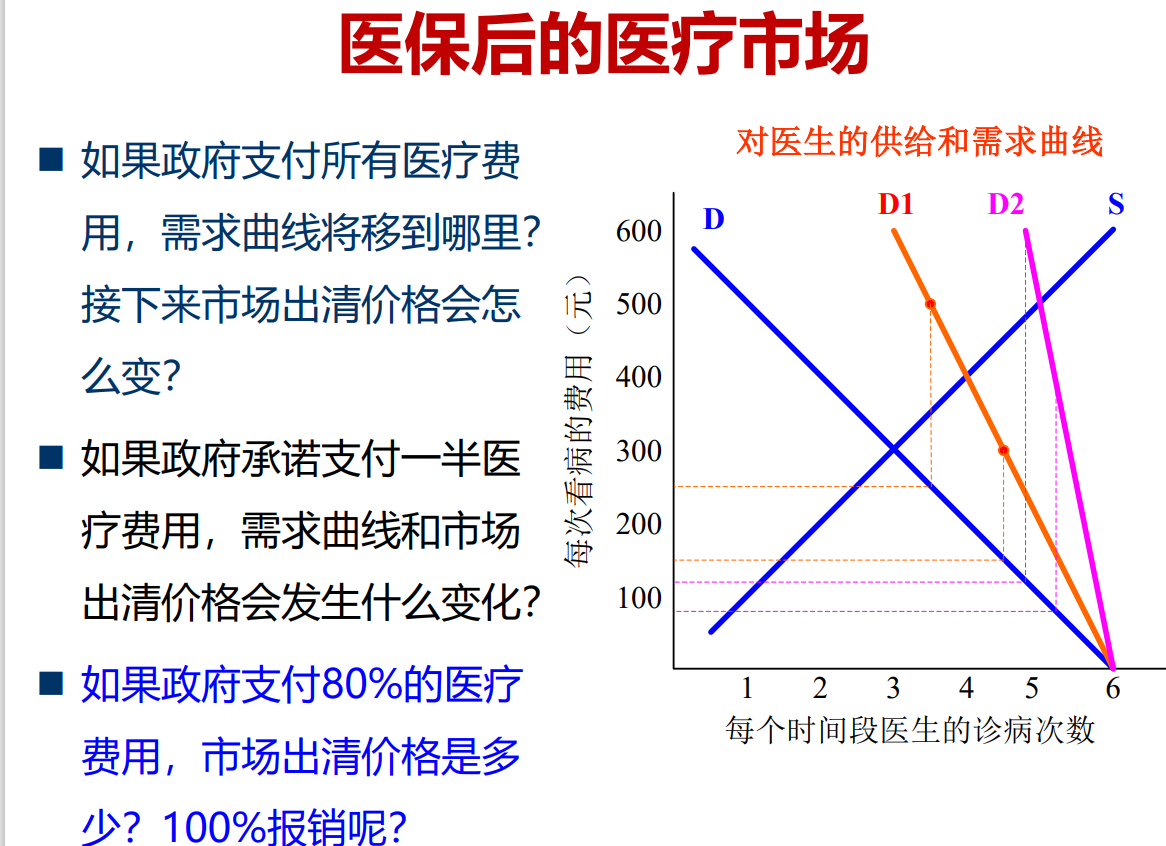 医保后的医疗市场
如果政府支付所有医疗费
用，需求曲线将移到哪里？
接下来市场出清价格会怎
么变？
如果政府承诺支付一半医
疗费用，需求曲线和市场
出清价格会发生什么变化？
如果政府支付80%的医疗
费用，市场出清价格是多
少？100%报销呢？
对医生的供给和需求曲线
D
D1
D2
S
600
500
400
300
200
100
每次看病的费用（元）
1 2 3 4 5 6
每个时间段医生的诊病次数